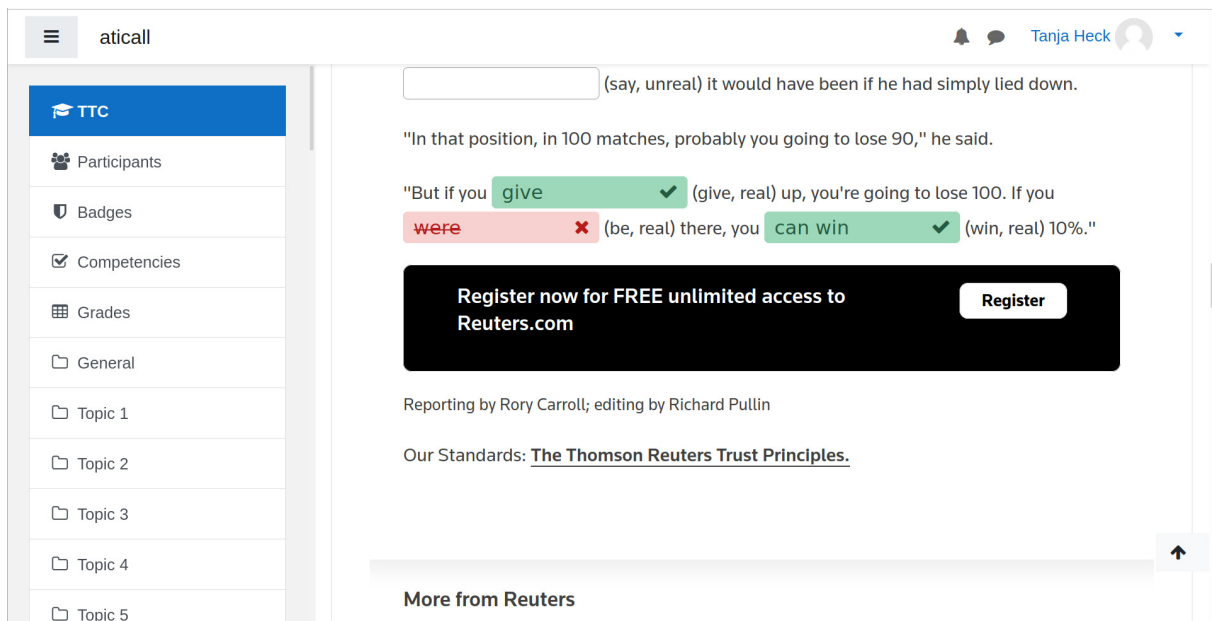 aticall
Tanja Heck
TTC
Participants
Badges
Competencies
Grades
General
Topic 1
Topic 2
Topic 3
Topic 4
Topic 5
(say, unreal) it would have been if he had simply lied down.
"In that position, in 100 matches, probably you going to lose 90," he said.
"But if you give (give, real) up, you're going to lose 100. If you
were (be, real) there, you can win (win, real) 10%."
Register now for FREE unlimited access to
Reuters.com
Register
Reporting by Rory Carroll; editing by Richard Pullin
Our Standards: The Thomson Reuters Trust Principles.
More from Reuters